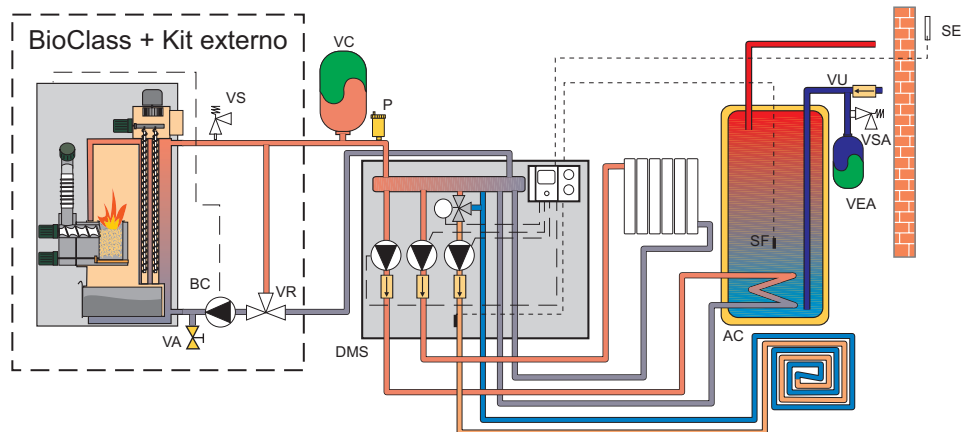 BioClass + Kit externo
VS
VC
P
SE
VU
VSA
VEA
SF
BC
VR
VA
DMS
AC